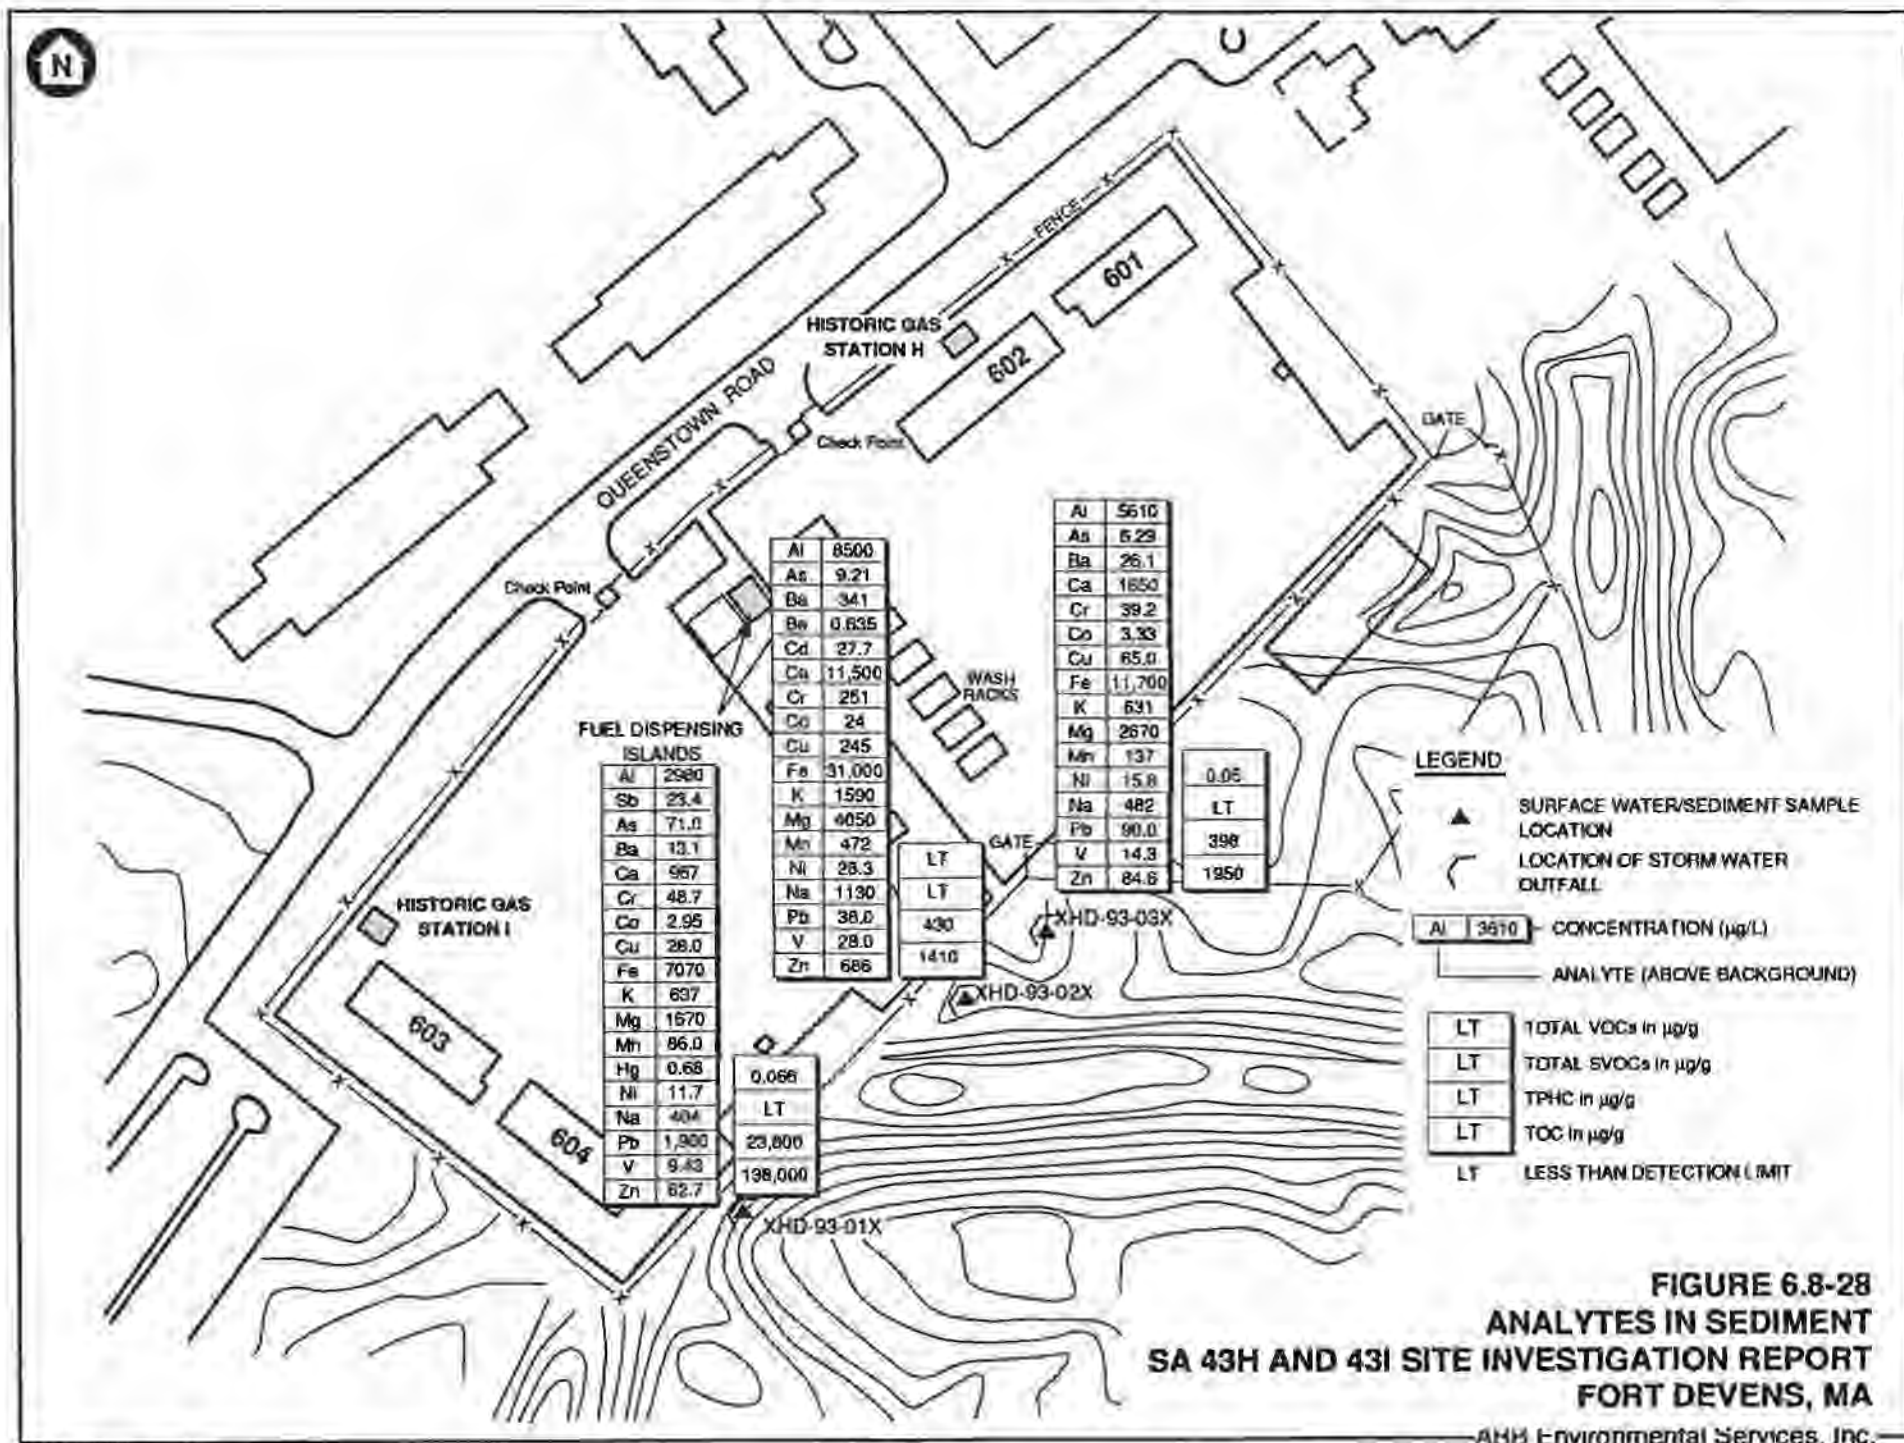 N
FENCE
601
HISTORIC GAS
STATION H
602
QUEENSTOWN ROAD
Check Point
GATE
Check Point
WASH
RACKS
FUEL DISPENSING
ISLANDS
Al 8500
As 9.21
Ba 341
Be 0.635
Cd 27.7
Ca 11,500
Cr 251
Co 24
Cu 245
Fe 31,000
K 1590
Mg 4050
Mn 472
Ni 28.3
Na 1130
Pb 38.0
V 28.0
Zn 686
LT
LT
430
1410
Al 5610
As 6.29
Ba 26.1
Ca 1650
Cr 39.2
Co 3.33
Cu 65.0
Fe 11,700
K 631
Mg 2670
Mn 137
Ni 15.8
Na 482
Pb 90.0
V 14.3
Zn 84.6
0.05
LT
398
1950
Al 2980
Sb 23.4
As 71.0
Ba 13.1
Ca 967
Cr 48.7
Co 2.95
Cu 28.0
Fe 7070
K 637
Mg 1670
Mn 86.0
Hg 0.68
Ni 11.7
Na 404
Pb 1,900
V 9.43
Zn 62.7
0.066
LT
23,800
138,000
GATE
XHD-93-03X
XHD-93-02X
XHD-93-01X
HISTORIC GAS
STATION I
603
604
LEGEND
SURFACE WATER/SEDIMENT SAMPLE
LOCATION
LOCATION OF STORM WATER
OUTFALL
Al 3610 CONCENTRATION (µg/L)
ANALYTE (ABOVE BACKGROUND)
LT TOTAL VOCs in µg/g
LT TOTAL SVOCs in µg/g
LT TPHC in µg/g
LT TOC in µg/g
LT LESS THAN DETECTION LIMIT
FIGURE 6.8-28
ANALYTES IN SEDIMENT
SA 43H AND 43I SITE INVESTIGATION REPORT
FORT DEVENS, MA
ABB Environmental Services, Inc.